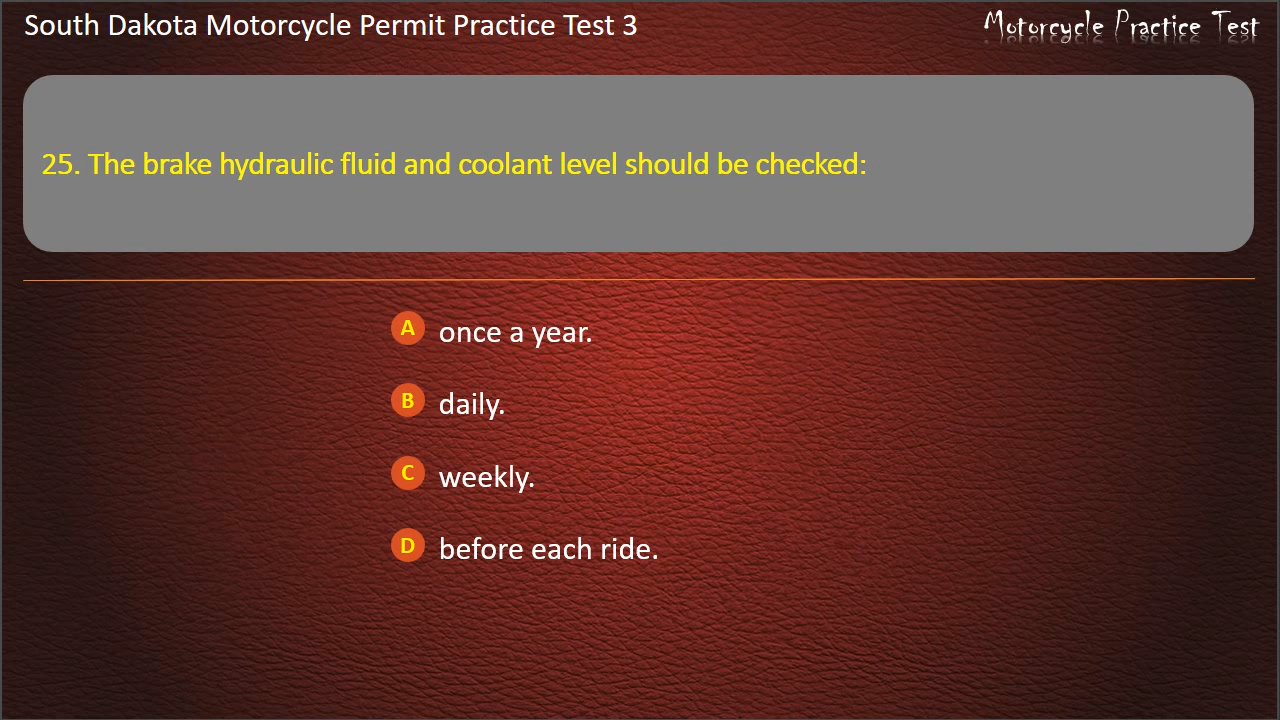 South Dakota Motorcycle Permit Practice Test 3
Motorcycle Practice Test
25. The brake hydraulic fluid and coolant level should be checked:
A once a year.
B daily.
C weekly.
D before each ride.